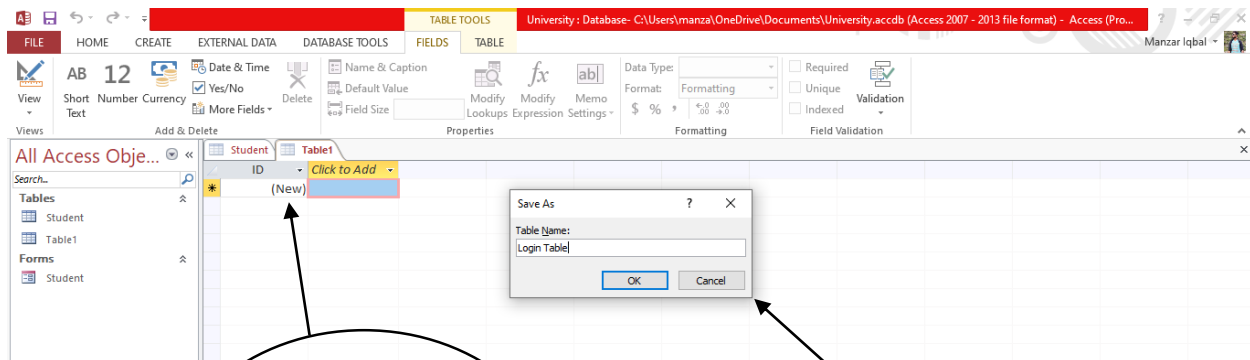 TABLE TOOLS
University : Database- C:\Users\manza\OneDrive\Documents\University.accdb (Access 2007 - 2013 file format) - Access (Pro...
?
FILE HOME CREATE EXTERNAL DATA DATABASE TOOLS FIELDS TABLE
Manzar Iqbal
View
Views
AB
Short
Text
12
Number
Currency
Date & Time
Yes/No
More Fields
Delete
Add & Delete
Name & Caption
Default Value
Field Size
Modify
Lookups
fx
Modify
Expression
ab
Memo
Settings
Properties
Data Type:
Format: Formatting
$ % , .00 .00
Formatting
Required
Unique
Indexed
Validation
Field Validation
All Access Obje... «
Search...
Tables
Student
Table1
Forms
Student
Student Table1
ID Click to Add
* (New)
Save As ? X
Table Name:
Login Table
OK Cancel